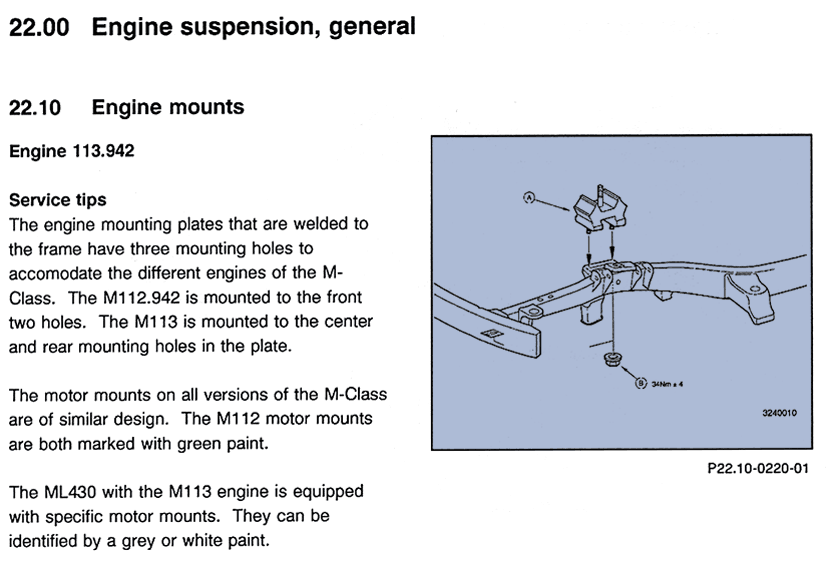 22.00 Engine suspension, general
22.10 Engine mounts
Engine 113.942
Service tips
The engine mounting plates that are welded to
the frame have three mounting holes to
accomodate the different engines of the M-
Class. The M112.942 is mounted to the front
two holes. The M113 is mounted to the center
and rear mounting holes in the plate.
The motor mounts on all versions of the M-Class
are of similar design. The M112 motor mounts
are both marked with green paint.
The ML430 with the M113 engine is equipped
with specific motor mounts. They can be
identified by a grey or white paint.
A
B 34Nm x 4
3240010
P22.10-0220-01